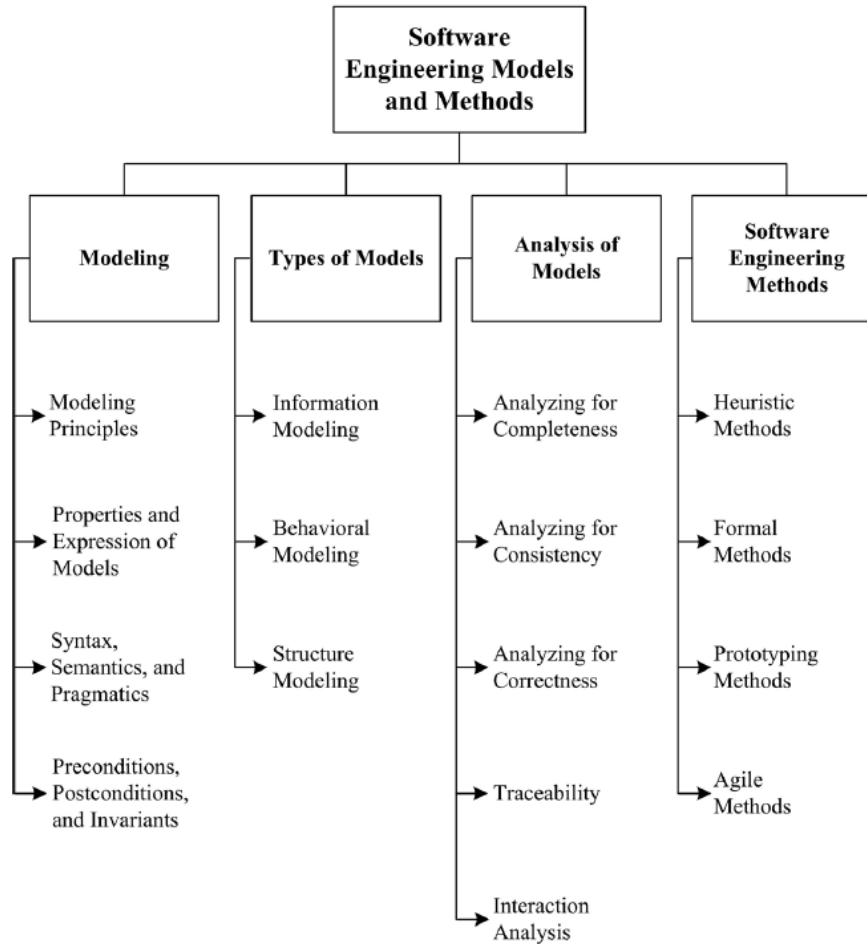 Software
Engineering Models
and Methods
Modeling
Types of Models
Analysis of
Models
Software
Engineering
Methods
Modeling
Principles
Properties and
Expression of
Models
Syntax,
Semantics, and
Pragmatics
Preconditions,
Postconditions,
and Invariants
Information
Modeling
Behavioral
Modeling
Structure
Modeling
Analyzing for
Completeness
Analyzing for
Consistency
Analyzing for
Correctness
Traceability
Interaction
Analysis
Heuristic
Methods
Formal
Methods
Prototyping
Methods
Agile
Methods